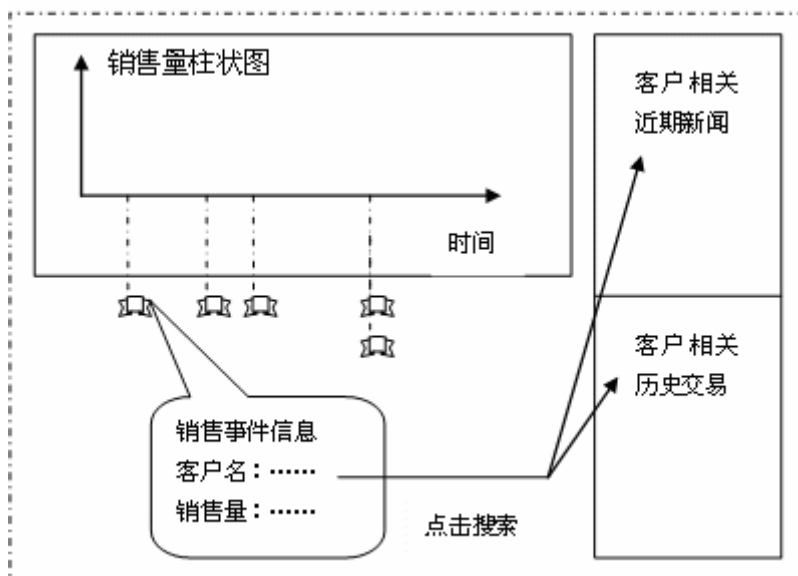 销售量柱状图
时间
客户相关
近期新闻
客户相关
历史交易
销售事件信息
客户名：……
销售量：……
点击搜索